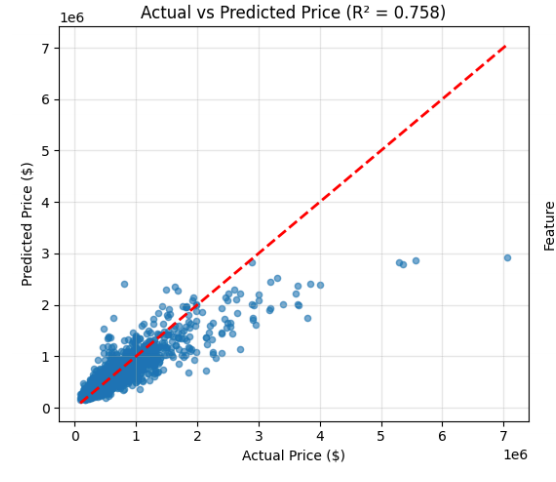 Actual vs Predicted Price (R² = 0.758)
1e6
7
6
5
4
3
2
1
0
Predicted Price ($)
0 1 2 3 4 5 6 7
1e6
Actual Price ($)
Feature